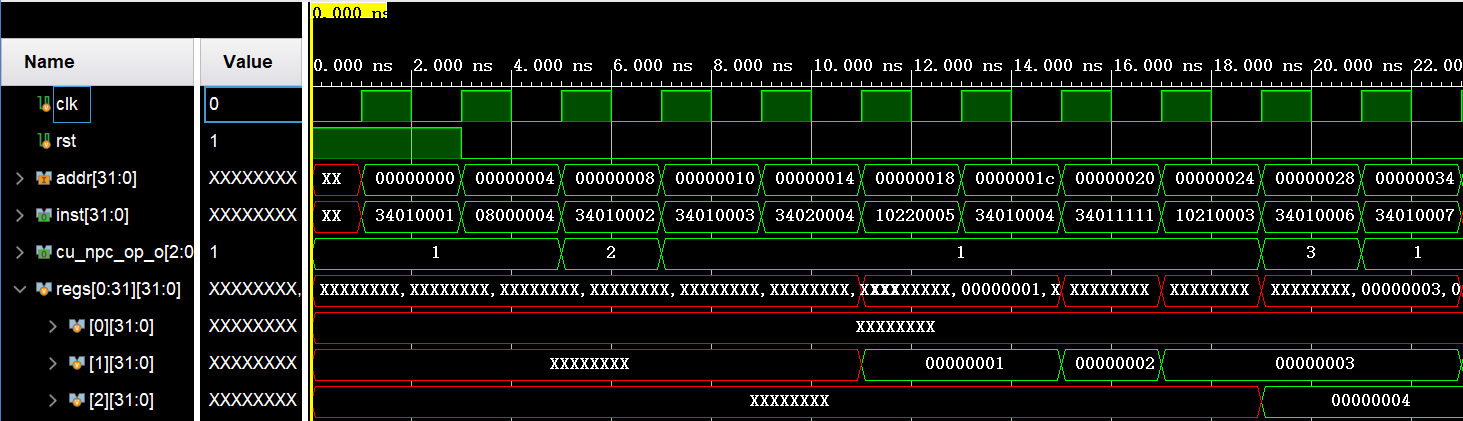 0.000 ns
Name Value
0.000 ns 2.000 ns 4.000 ns 6.000 ns 8.000 ns 10.000 ns 12.000 ns 14.000 ns 16.000 ns 18.000 ns 20.000 ns 22.00
clk 0
rst 1
addr[31:0] XXXXXXXX XX 00000000 00000004 00000008 00000010 00000014 00000018 0000001c 00000020 00000024 00000028 00000034
inst[31:0] XXXXXXXX XX 34010001 08000004 34010002 34010003 34020004 10220005 34010004 34011111 10210003 34010006 34010007
cu_npc_op_o[2:0 1 1 2 1 3 1
regs[0:31][31:0] XXXXXXXX, XXXXXXXX,XXXXXXXX,XXXXXXXX,XXXXXXXX,XXXXXXXX,XXXXXXXX, XXXXXXXX,00000001,X XXXXXXXX XXXXXXXX XXXXXXXX,00000003,0
[0][31:0] XXXXXXXX XXXXXXXX
[1][31:0] XXXXXXXX XXXXXXXX 00000001 00000002 00000003
[2][31:0] XXXXXXXX XXXXXXXX 00000004